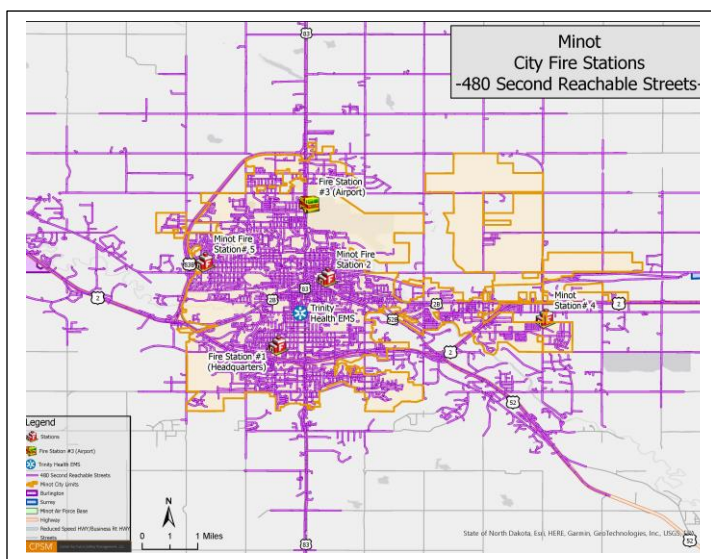 Minot
City Fire Stations
-480 Second Reachable Streets-
83
Fire Station
#3 (Airport)
Minot Fire
Station# 5
83B
Minot Fire
Station 2
2
2B
83
2B
Minot
Station# 4
2
Trinity
Health EMS
52B
Fire Station #1
(Headquarters)
2
52
Legend
Stations
Fire Station #3 (Airport)
Trinity Health EMS
480 Second Reachable Streets
Minot City Limits
Burlington
Surrey
Minot Air Force Base
Highway
Reduced Speed HWY/Business Rt HWY
Streets
CPSM
N
0 1 Miles
83
State of North Dakota, Esri, HERE, Garmin, GeoTechnologies, Inc., USGS
52